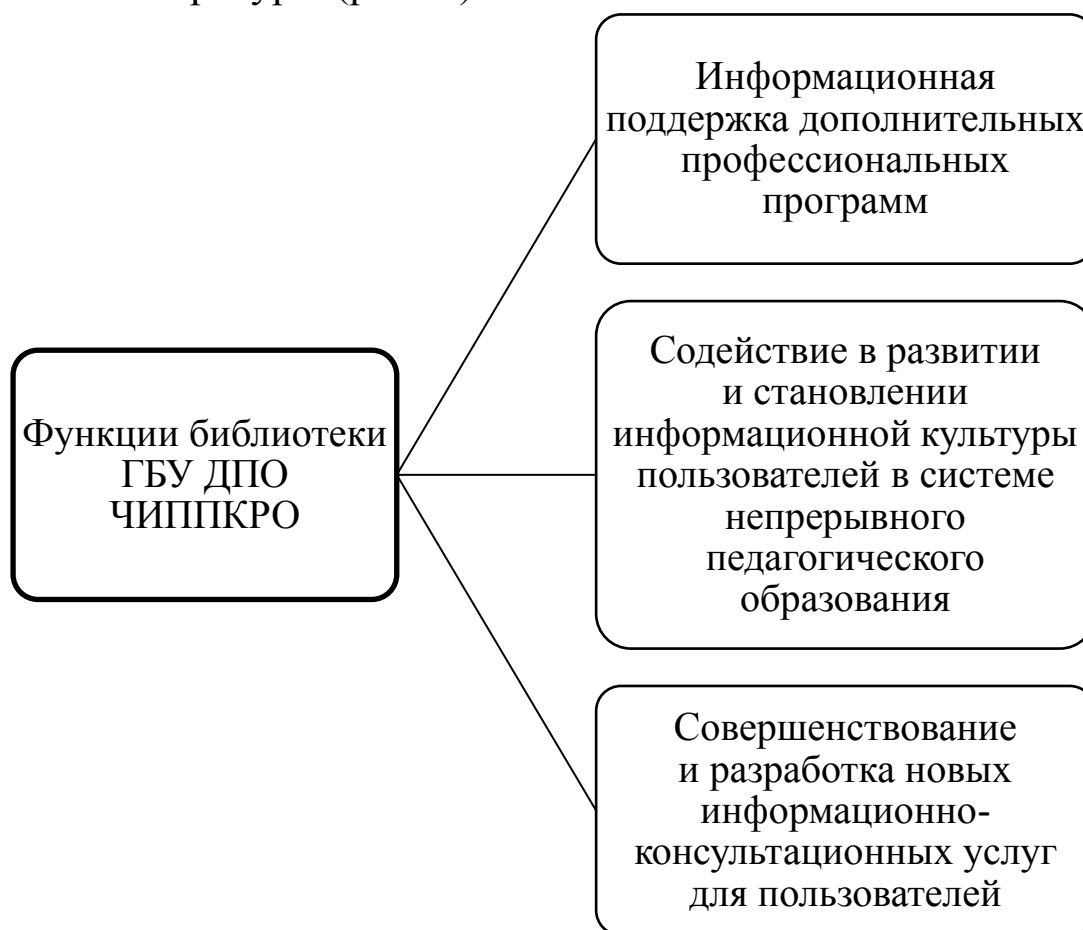 Функции библиотеки
ГБУ ДПО
ЧИППКРО
Информационная
поддержка дополнительных
профессиональных
программ
Содействие в развитии
и становлении
информационной культуры
пользователей в системе
непрерывного
педагогического
образования
Совершенствование
и разработка новых
информационно-
консультационных услуг
для пользователей